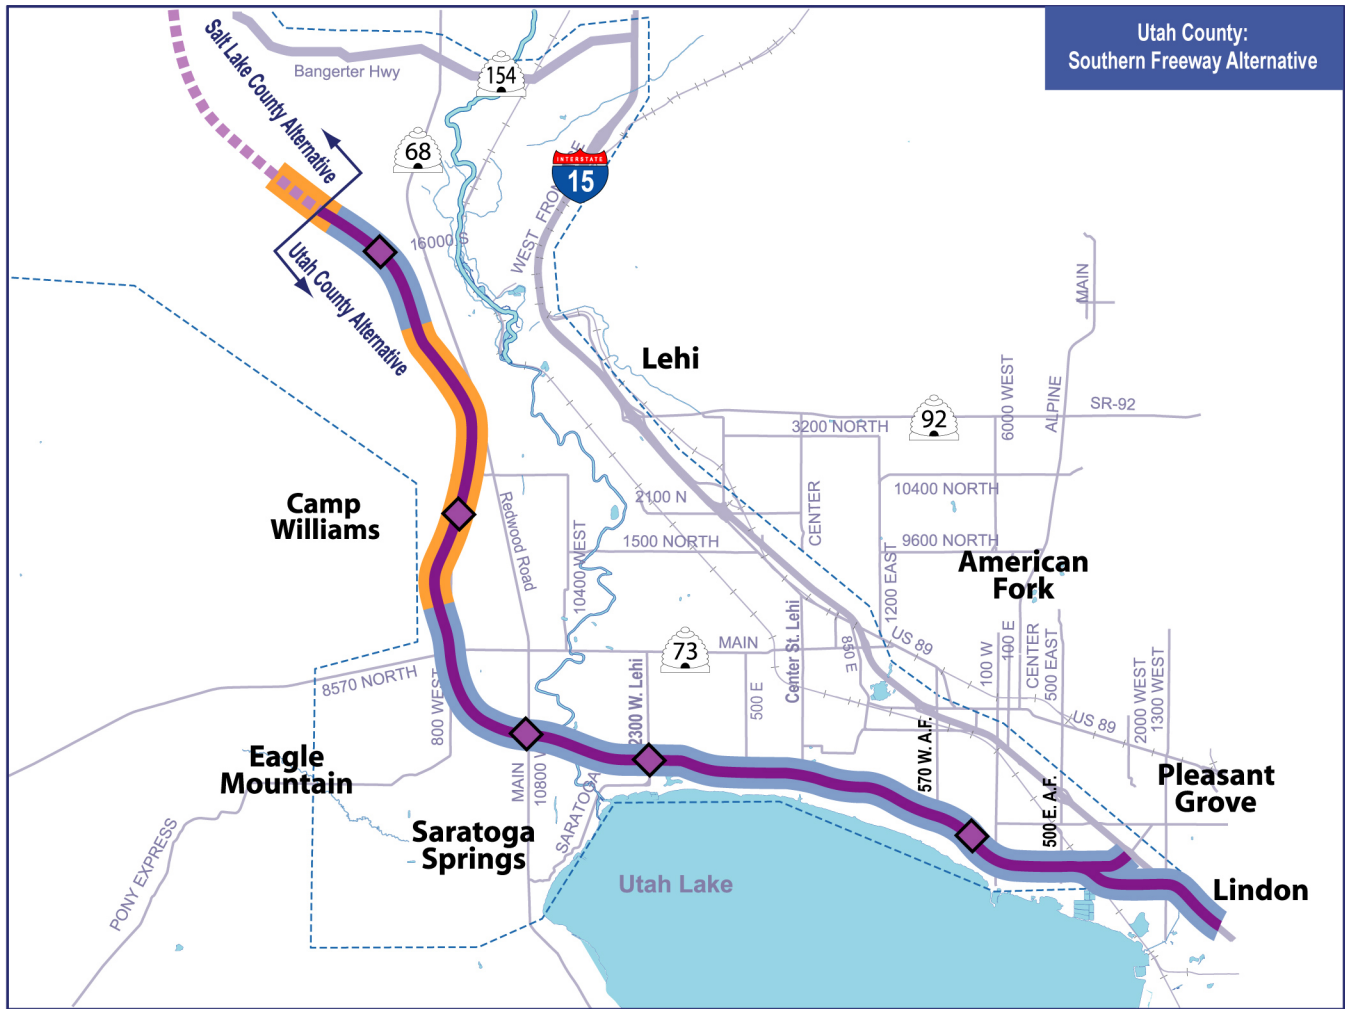 Utah County:
Southern Freeway Alternative
Salt Lake County Alternative
Bangerter Hwy
154
68
INTERSTATE
15
16000 S
WEST
Utah County Alternative
MAIN
Lehi
6000 WEST
ALPINE
SR-92
92
3200 NORTH
Camp
Williams
Redwood Road
2100 N
CENTER
10400 NORTH
1500 NORTH
9600 NORTH
10400 WEST
1200 EAST
American
Fork
73
MAIN
Center St. Lehi
850 E
US 89
100 W
100 E
CENTER
500 EAST
2000 WEST
1300 WEST
8570 NORTH
800 WEST
2300 W. Lehi
500 E
US 89
570 W. A.F.
500 E. A.F.
Eagle
Mountain
MAIN
10800 W
SARATOGA
Pleasant
Grove
Saratoga
Springs
PONY EXPRESS
Utah Lake
Lindon